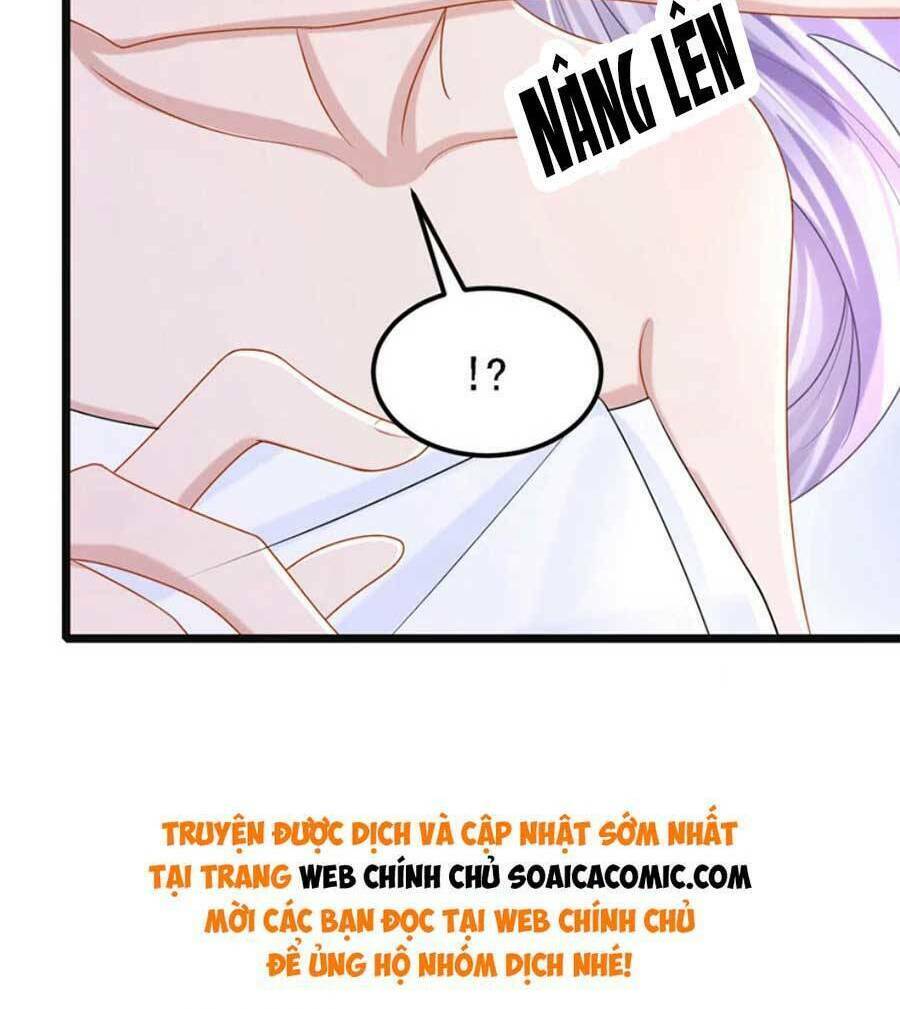 NÂNG LÊN
!?
TRUYỆN ĐƯỢC DỊCH VÀ CẬP NHẬT SỚM NHẤT
TẠI TRANG WEB CHÍNH CHỦ SOAICACOMIC.COM
MỜI CÁC BẠN ĐỌC TẠI WEB CHÍNH CHỦ
ĐỂ ỦNG HỘ NHÓM DỊCH NHÉ!